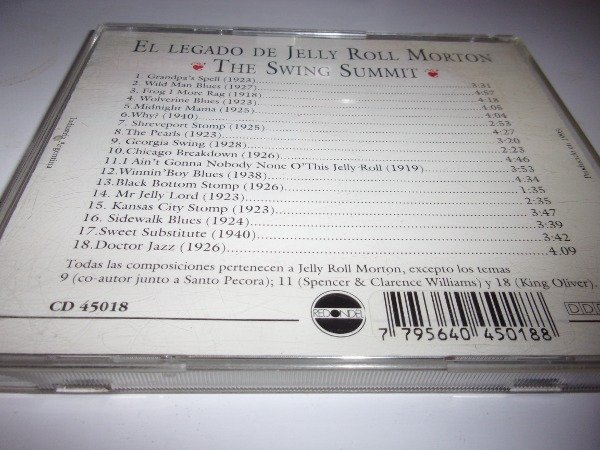 EL LEGADO DE JELLY ROLL MORTON
THE SWING SUMMIT
1 Grandpa's Spell (1923) 3:31
2. Wild Man Blues (1927) 4:57
3. Frog I More Rag (1918) 4:18
4. Wolverine Blues (1923) 4:05
5. Midnight Mama (1925) 4:04
6. Why? (1940) 2:53
7. Shreveport Stomp (1925) 4:27
8. The Pearls (1923) 3:20
9. Georgia Swing (1928) 2:23
10. Chicago Breakdown (1926) 4:46
11. I Ain't Gonna Nobody None O'This Jelly Roll (1919) 3:53
12. Winnin' Boy Blues (1938) 4:34
13. Black Bottom Stomp (1926) 1:35
14. Mr Jelly Lord (1923) 2:35
15. Kansas City Stomp (1923) 3:47
16. Sidewalk Blues (1924) 3:39
17. Sweet Substitute (1940) 3:42
18. Doctor Jazz (1926) 4.09
Todas las composiciones pertenecen a Jelly Roll Morton, excepto los temas
9 (co-autor junto a Santo Pecora); 11 (Spencer & Clarence Williams) y 18 (King Oliver).
Industria Argentina
CD 45018
REDONDEL
7 795640 450188
DDD